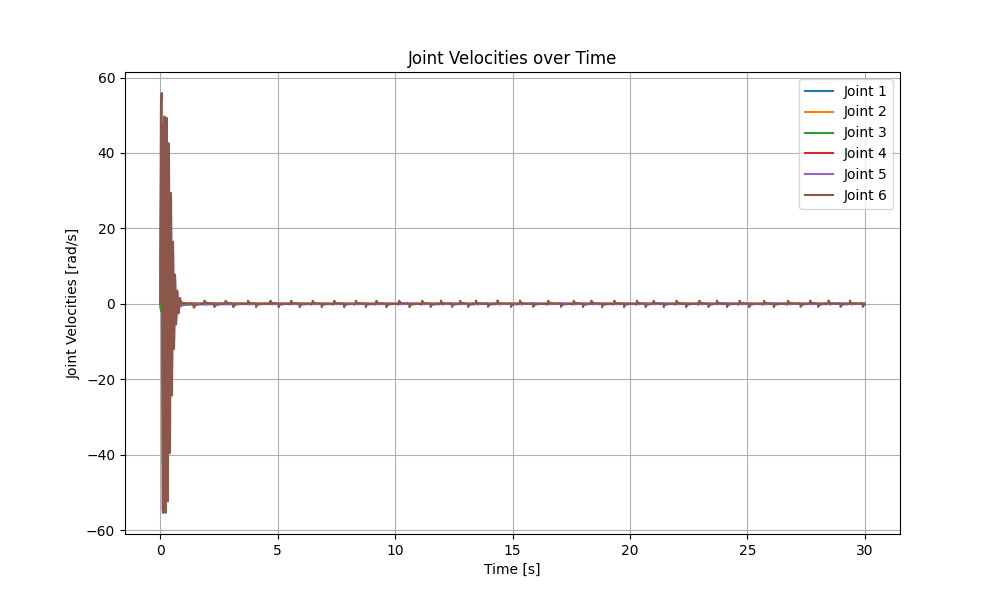 Joint Velocities over Time
Joint Velocities [rad/s]
60
40
20
0
−20
−40
−60
Joint 1
Joint 2
Joint 3
Joint 4
Joint 5
Joint 6
0 5 10 15 20 25 30
Time [s]